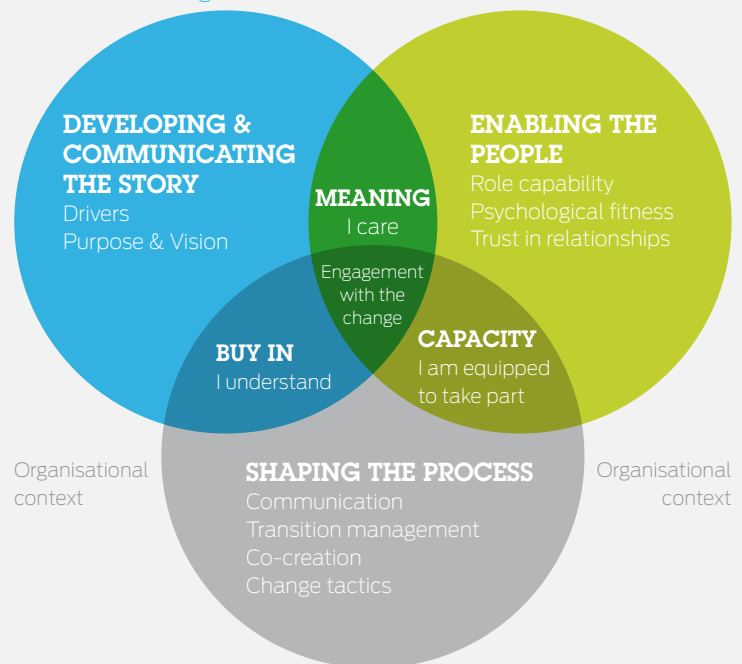 DEVELOPING &
COMMUNICATING
THE STORY
Drivers
Purpose & Vision
ENABLING THE
PEOPLE
Role capability
Psychological fitness
Trust in relationships
MEANING
I care
Engagement
with the
change
BUY IN
I understand
CAPACITY
I am equipped
to take part
Organisational
context
SHAPING THE PROCESS
Communication
Transition management
Co-creation
Change tactics
Organisational
context